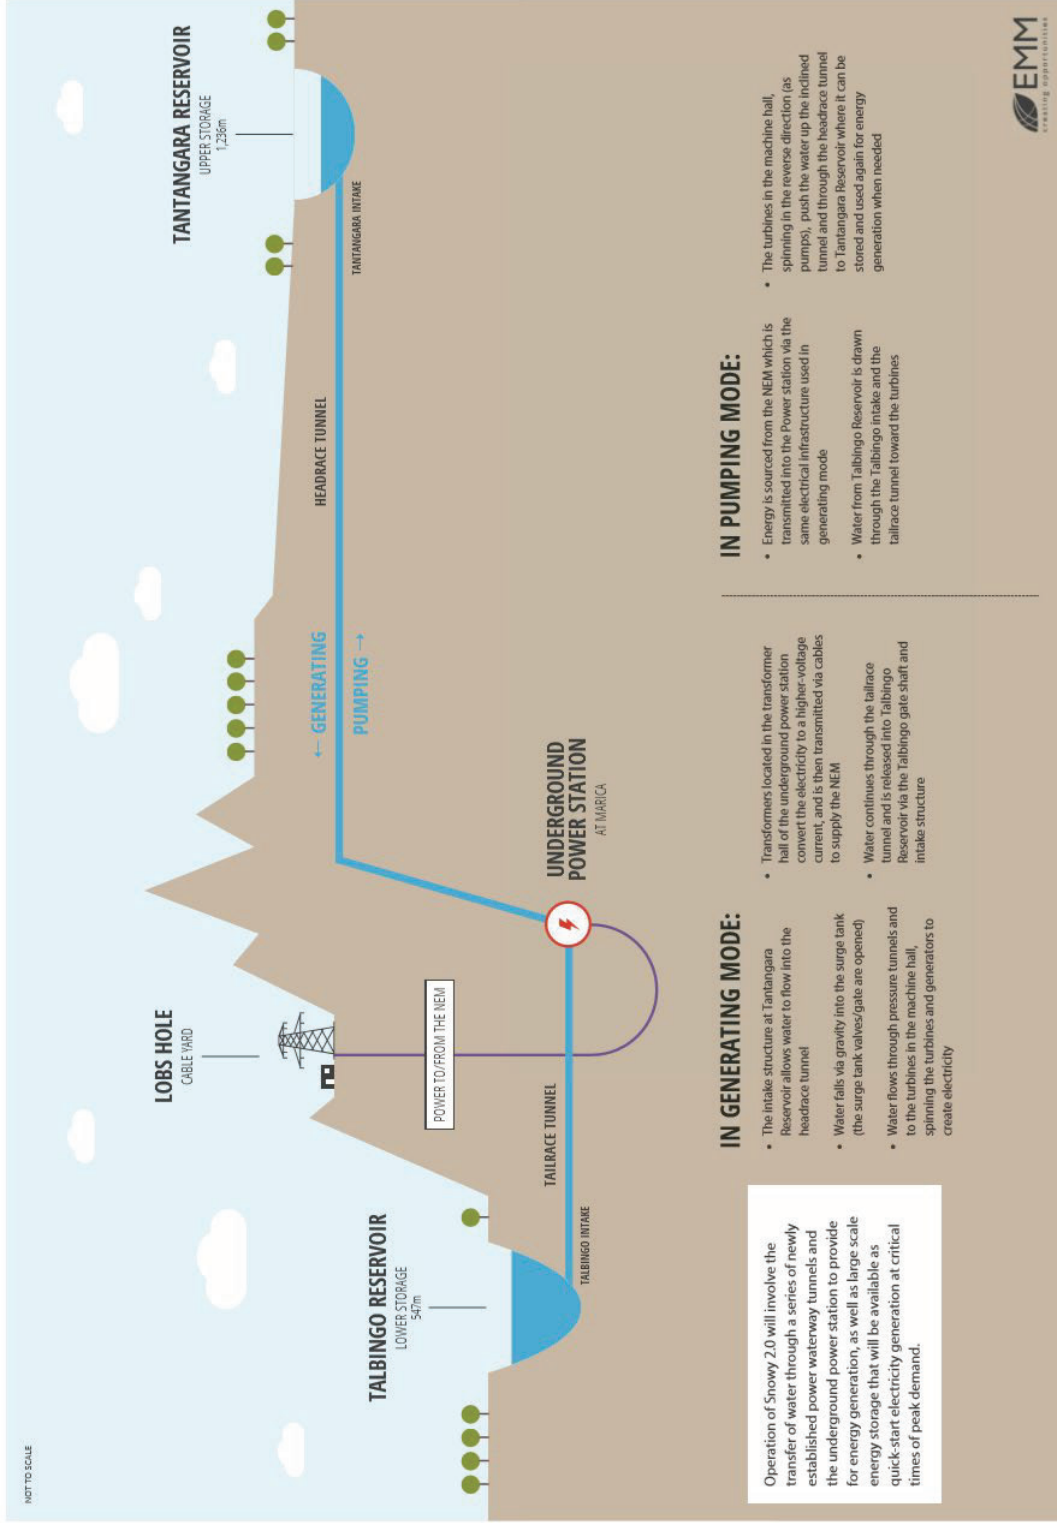 NOT TO SCALE
TALBINGO RESERVOIR
LOWER STORAGE
547m
LOBS HOLE
CABLE YARD
TANTANGARA RESERVOIR
UPPER STORAGE
1,236m
← GENERATING
PUMPING →
HEADRACE TUNNEL
TANTANGARA INTAKE
POWER TO/FROM THE NEM
UNDERGROUND
POWER STATION
AT MARICA
TAILRACE TUNNEL
TALBINGO INTAKE
Operation of Snowy 2.0 will involve the
transfer of water through a series of newly
established power waterway tunnels and
the underground power station to provide
for energy generation, as well as large scale
energy storage that will be available as
quick-start electricity generation at critical
times of peak demand.
IN GENERATING MODE:
• The intake structure at Tantangara
Reservoir allows water to flow into the
headrace tunnel
• Water falls via gravity into the surge tank
(the surge tank valves/gate are opened)
• Water flows through pressure tunnels and
to the turbines in the machine hall,
spinning the turbines and generators to
create electricity
• Transformers located in the transformer
hall of the underground power station
convert the electricity to a higher-voltage
current, and is then transmitted via cables
to supply the NEM
• Water continues through the tailrace
tunnel and is released into Talbingo
Reservoir via the Talbingo gate shaft and
intake structure
IN PUMPING MODE:
• Energy is sourced from the NEM which is
transmitted into the Power station via the
same electrical infrastructure used in
generating mode
• Water from Talbingo Reservoir is drawn
through the Talbingo intake and the
tailrace tunnel toward the turbines
• The turbines in the machine hall,
spinning in the reverse direction (as
pumps), push the water up the inclined
tunnel and through the headrace tunnel
to Tantangara Reservoir where it can be
stored and used again for energy
generation when needed
EMM
creating opportunities